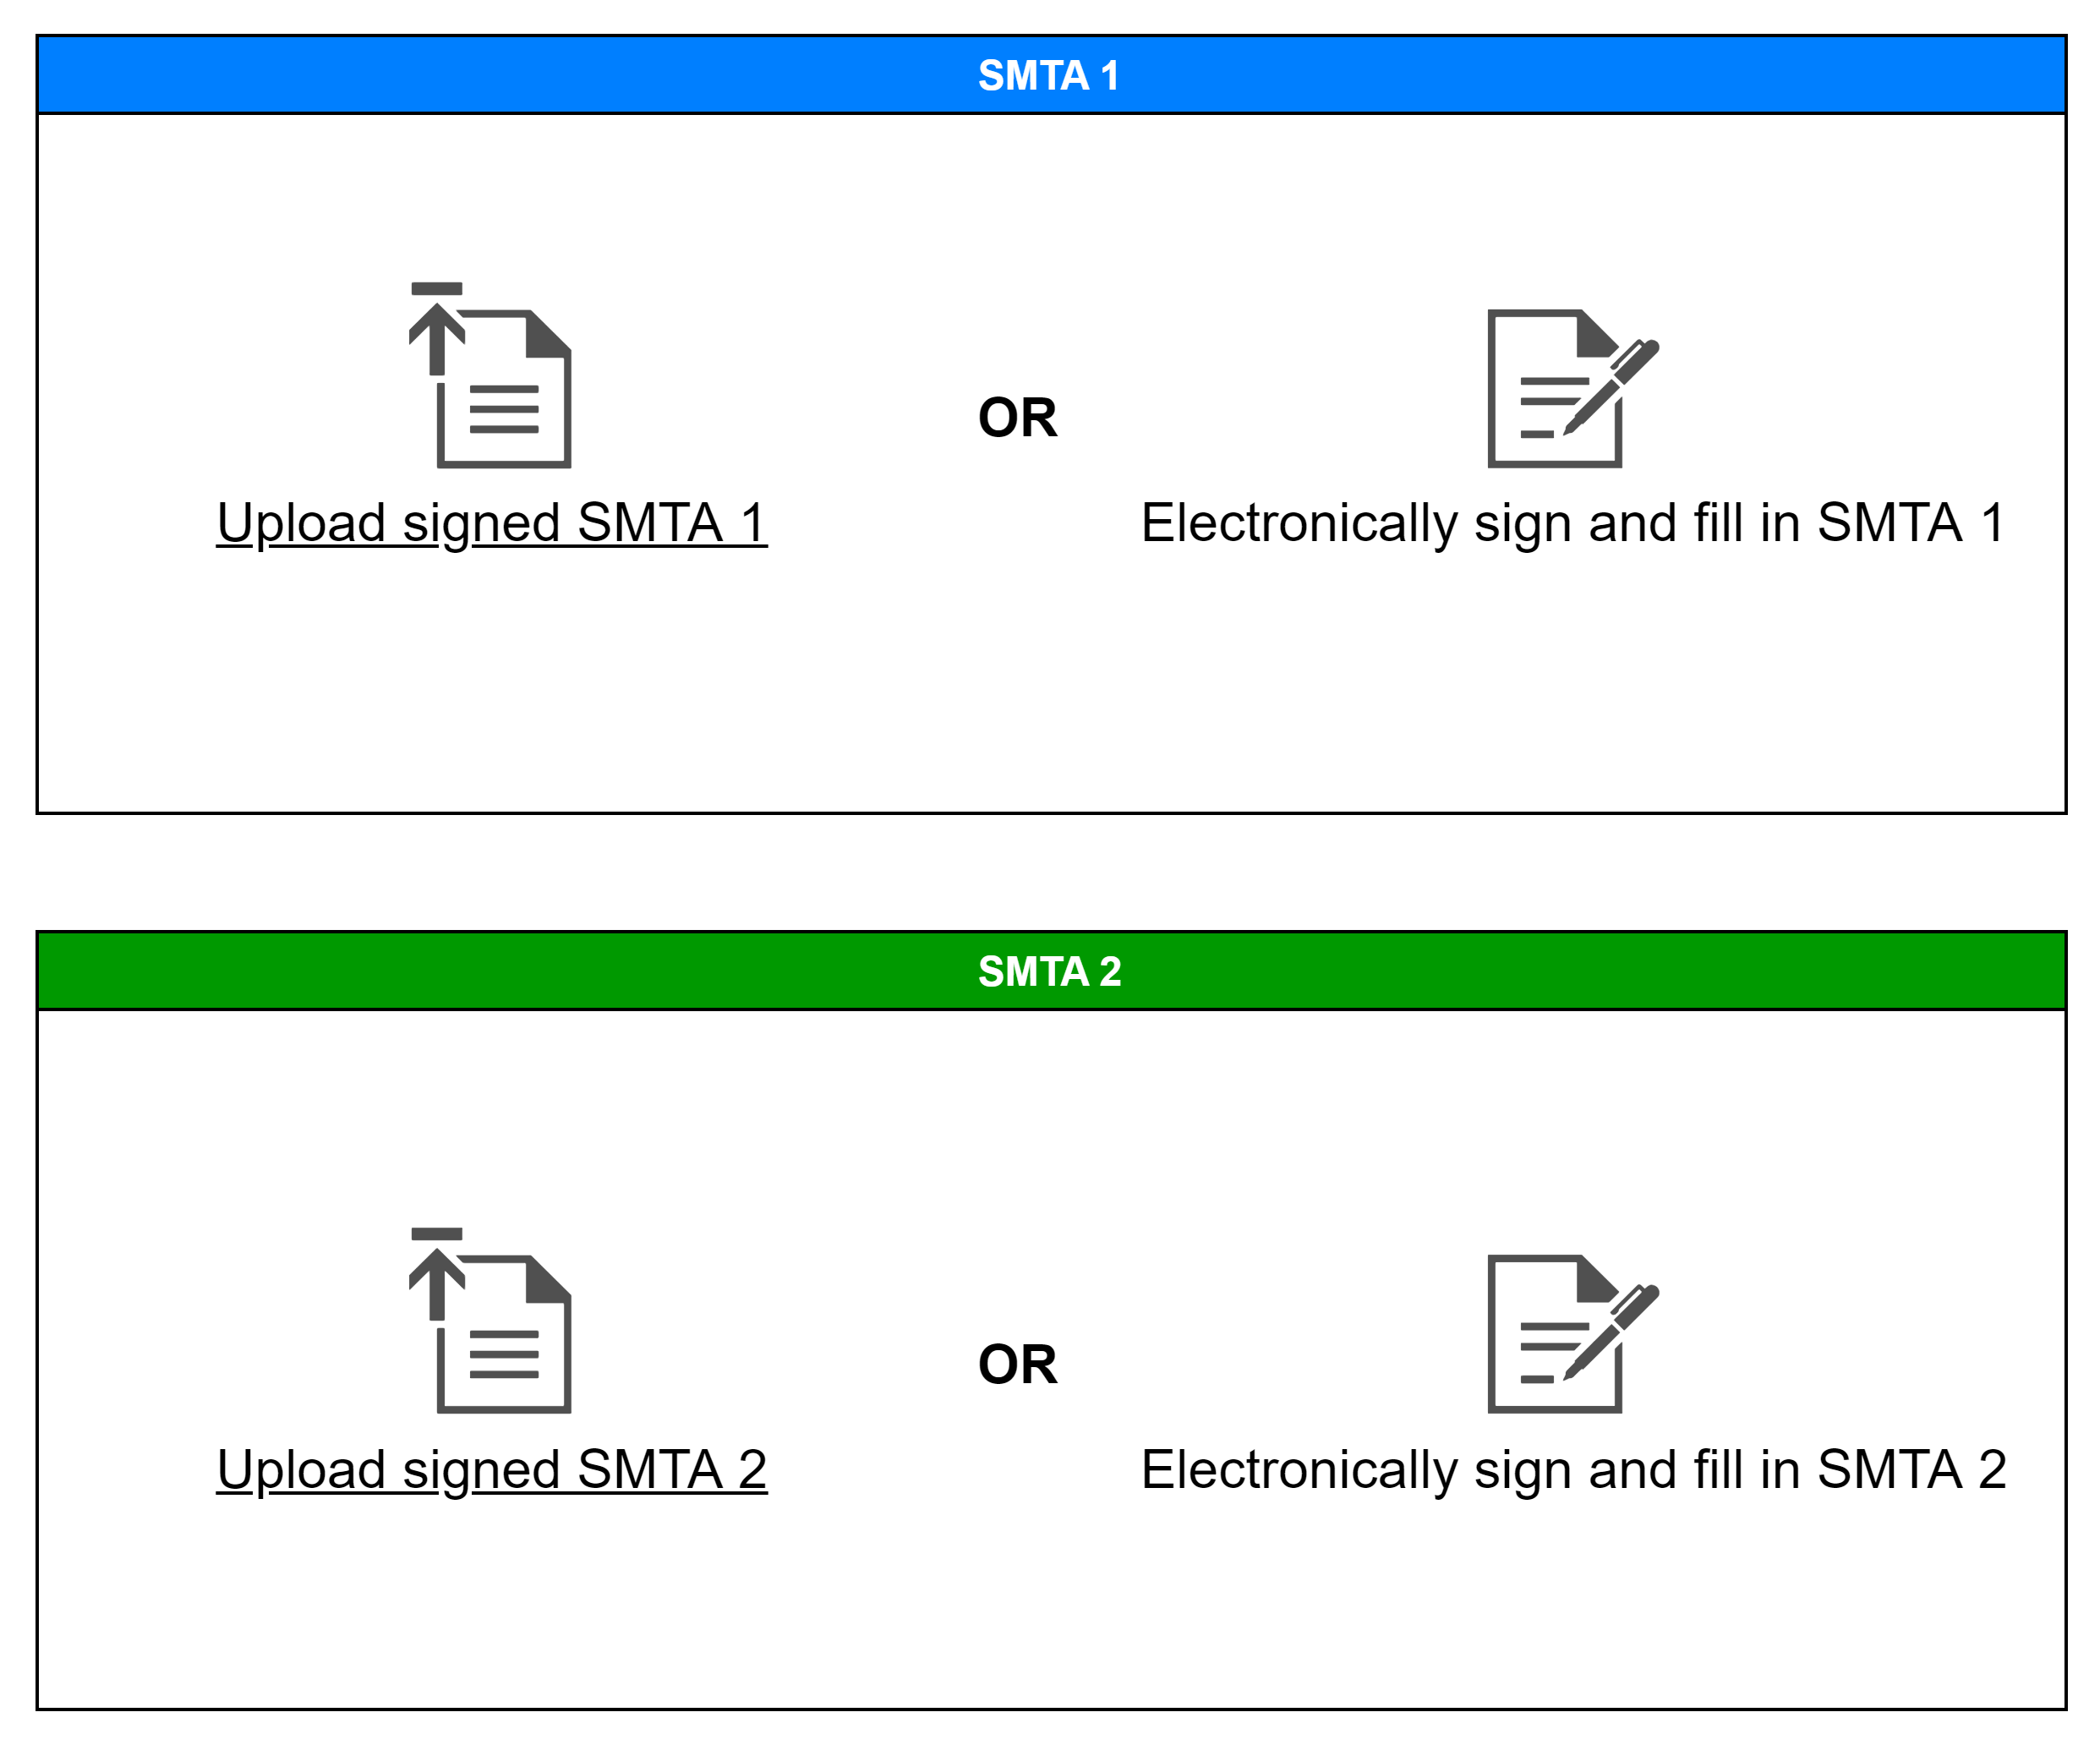 SMTA 1
OR
Upload signed SMTA 1
Electronically sign and fill in SMTA 1
SMTA 2
OR
Upload signed SMTA 2
Electronically sign and fill in SMTA 2